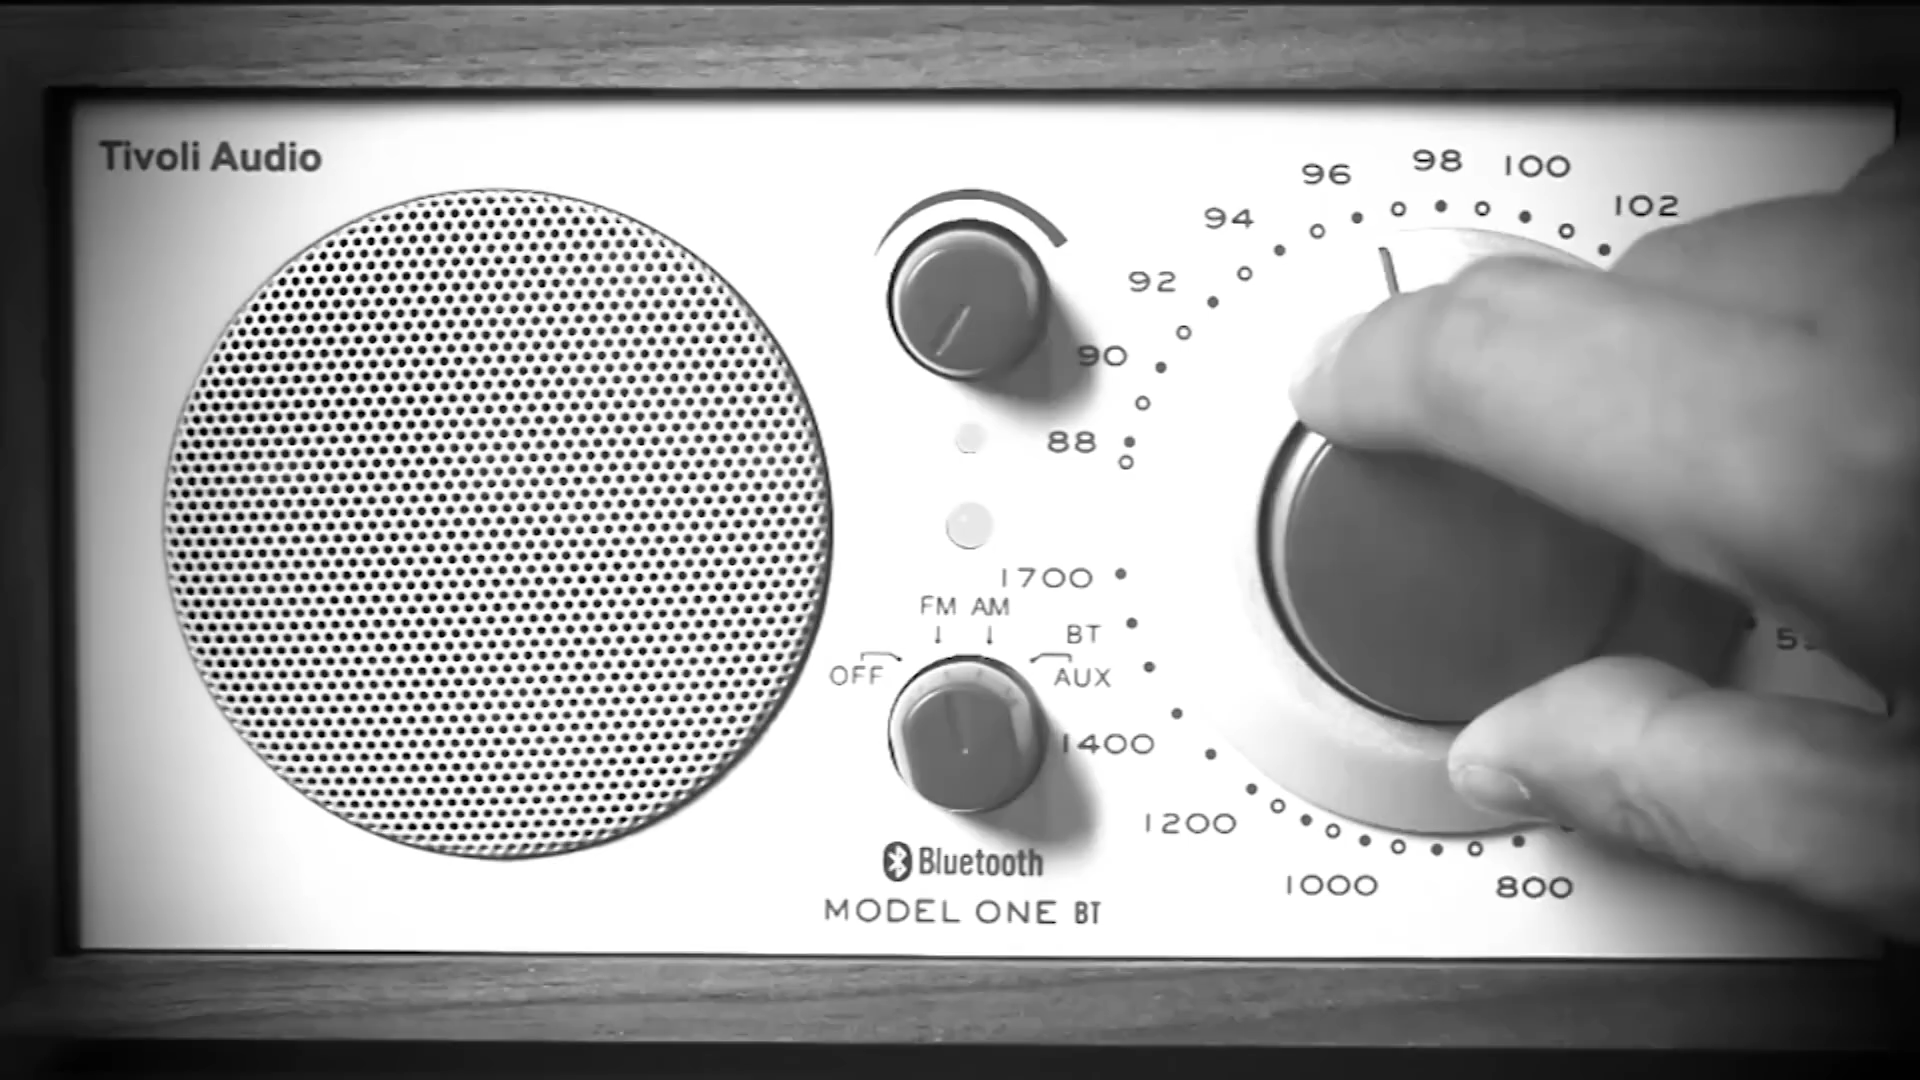 Tivoli Audio
88
90
92
94
96
98
100
102
1700
1400
1200
1000
800
FM AM
BT
OFF
AUX
Bluetooth
MODEL ONE BT